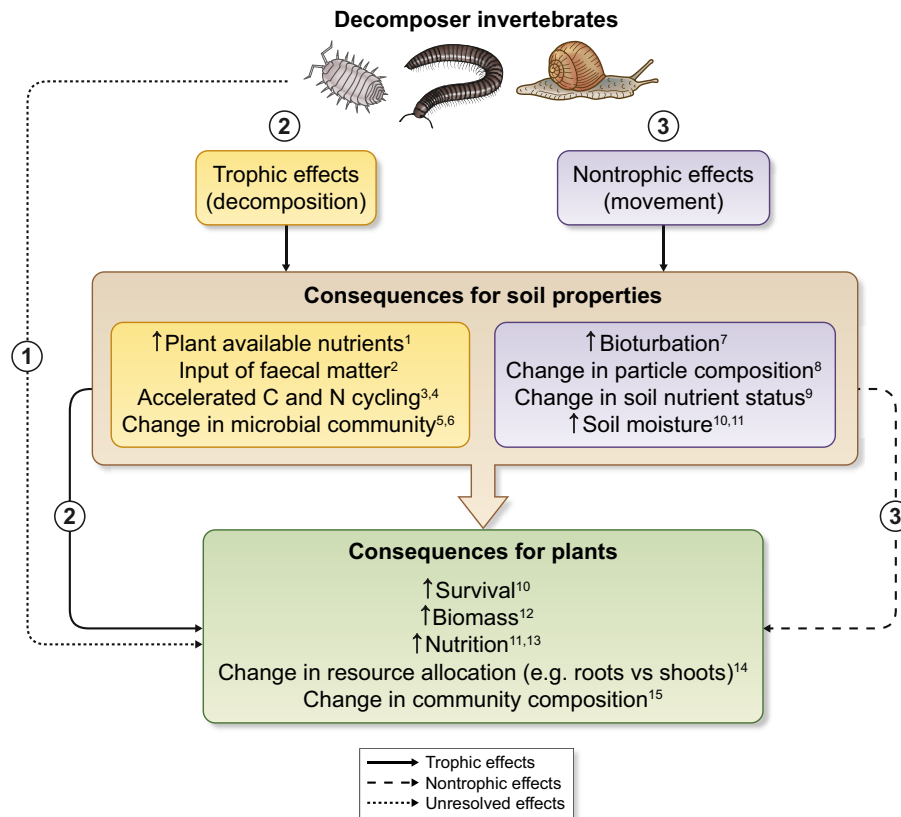 Decomposer invertebrates
2
3
Trophic effects
(decomposition)
Nontrophic effects
(movement)
Consequences for soil properties
↑Plant available nutrients¹
Input of faecal matter²
Accelerated C and N cycling³,⁴
Change in microbial community⁵,⁶
↑Bioturbation⁷
Change in particle composition⁸
Change in soil nutrient status⁹
↑Soil moisture¹⁰,¹¹
1
2
3
Consequences for plants
↑Survival¹⁰
↑Biomass¹²
↑Nutrition¹¹,¹³
Change in resource allocation (e.g. roots vs shoots)¹⁴
Change in community composition¹⁵
Trophic effects
Nontrophic effects
Unresolved effects